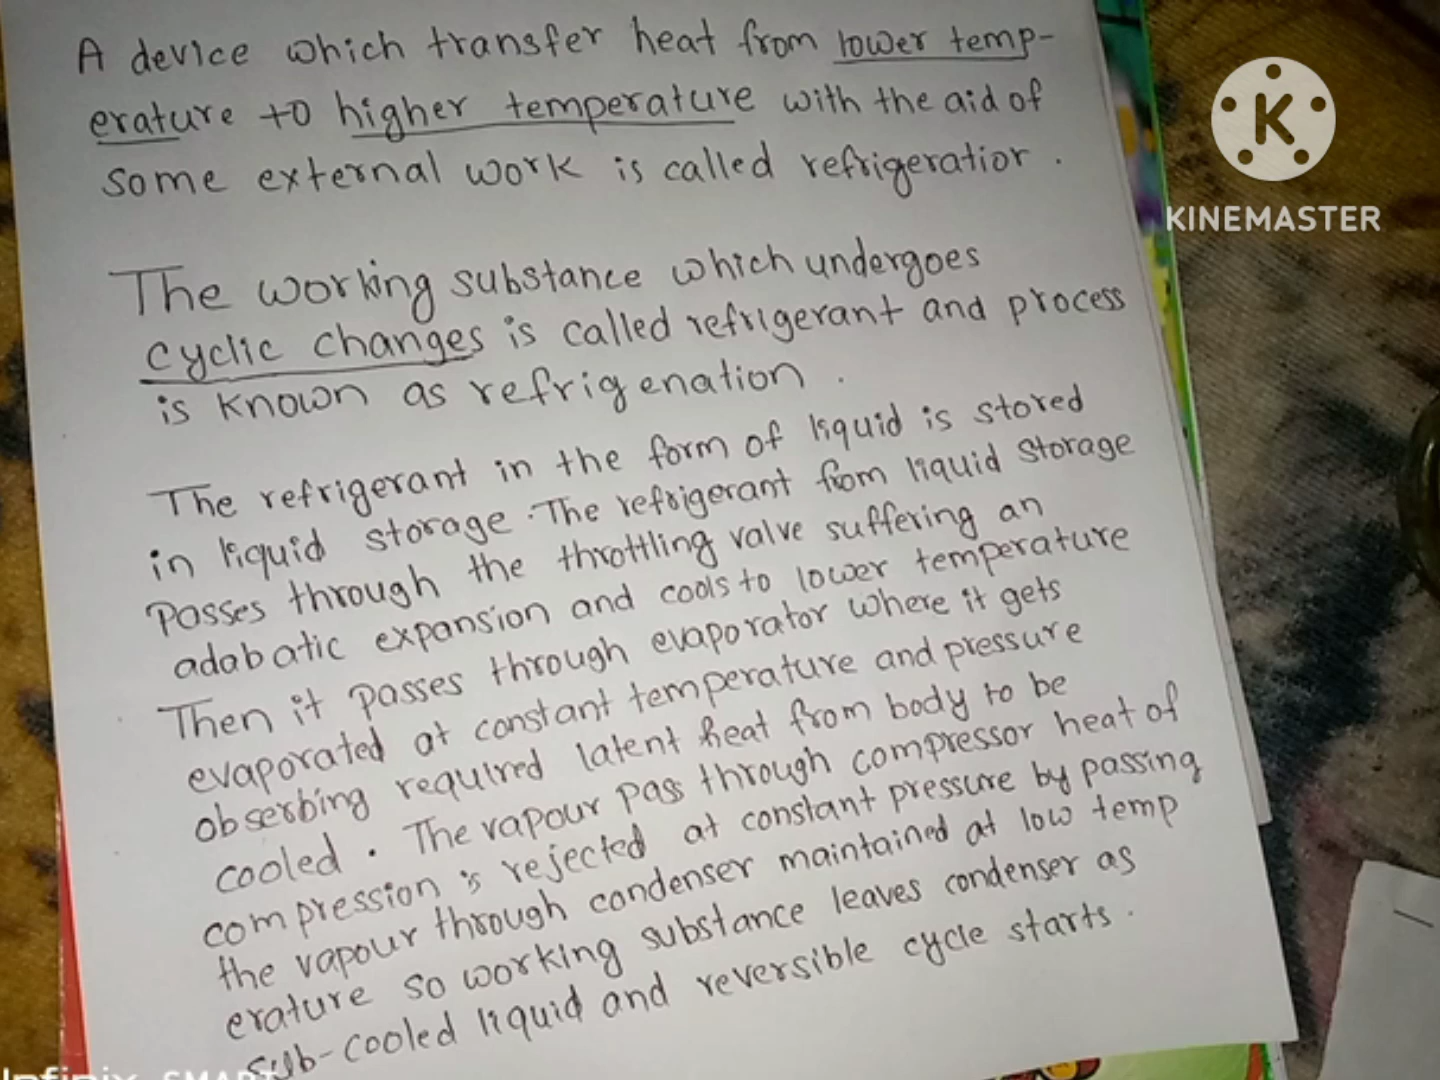 A device which transfer heat from lower temp-
erature to higher temperature with the aid of
some external work is called refrigeratior .
The working substance which undergoes
cyclic changes is called refrigerant and process
is known as refrigenation .
The refrigerant in the form of liquid is stored
in liquid storage . The refrigerant from liquid storage
passes through the throttling valve suffering an
adabatic expansion and cools to lower temperature
Then it passes through evaporator where it gets
evaporated at constant temperature and pressure
obserbing required latent heat from body to be
cooled . The vapour pass through compressor heat of
compression is rejected at constant pressure by passing
the vapour through condenser maintained at low temp
erature so working substance leaves condenser as
sub-cooled liquid and reversible cycle starts .
K
KINEMASTER
Infinix SMART